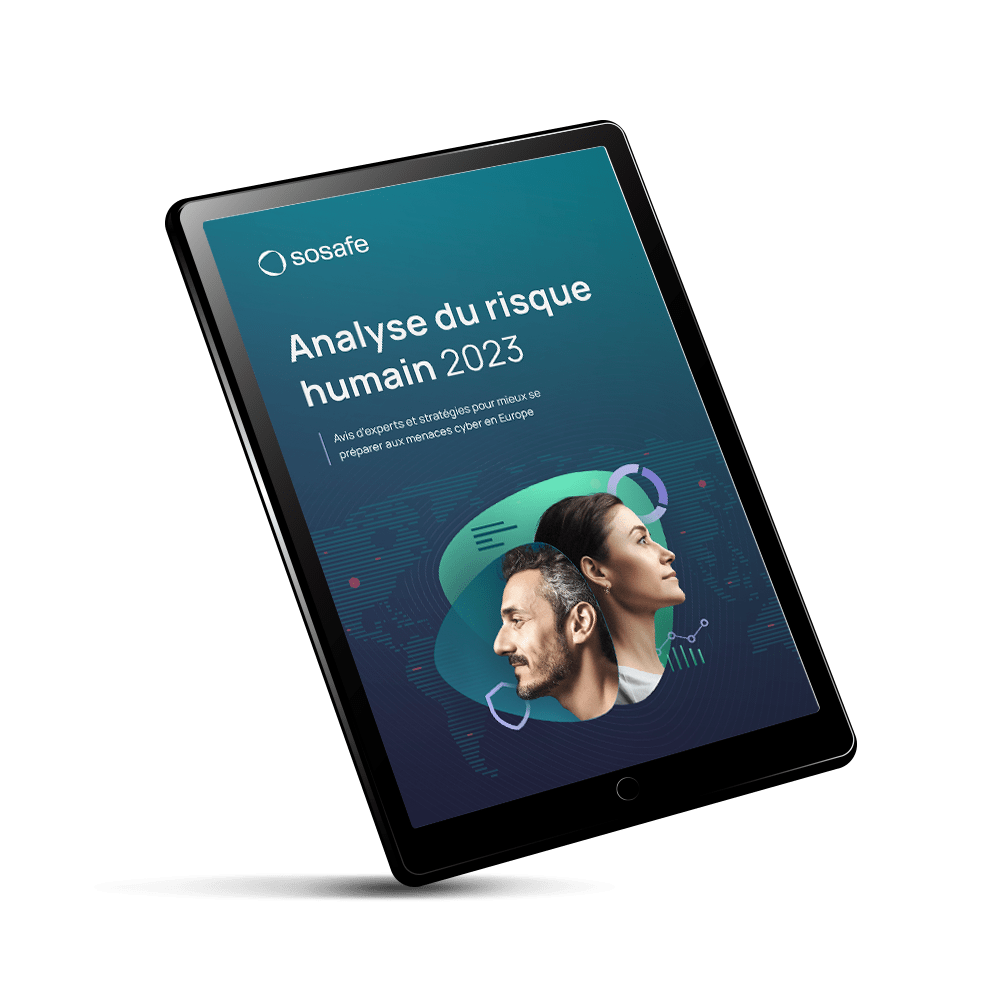 sosafe
Analyse du risque
humain 2023
Avis d'experts et stratégies pour mieux se
préparer aux menaces cyber en Europe